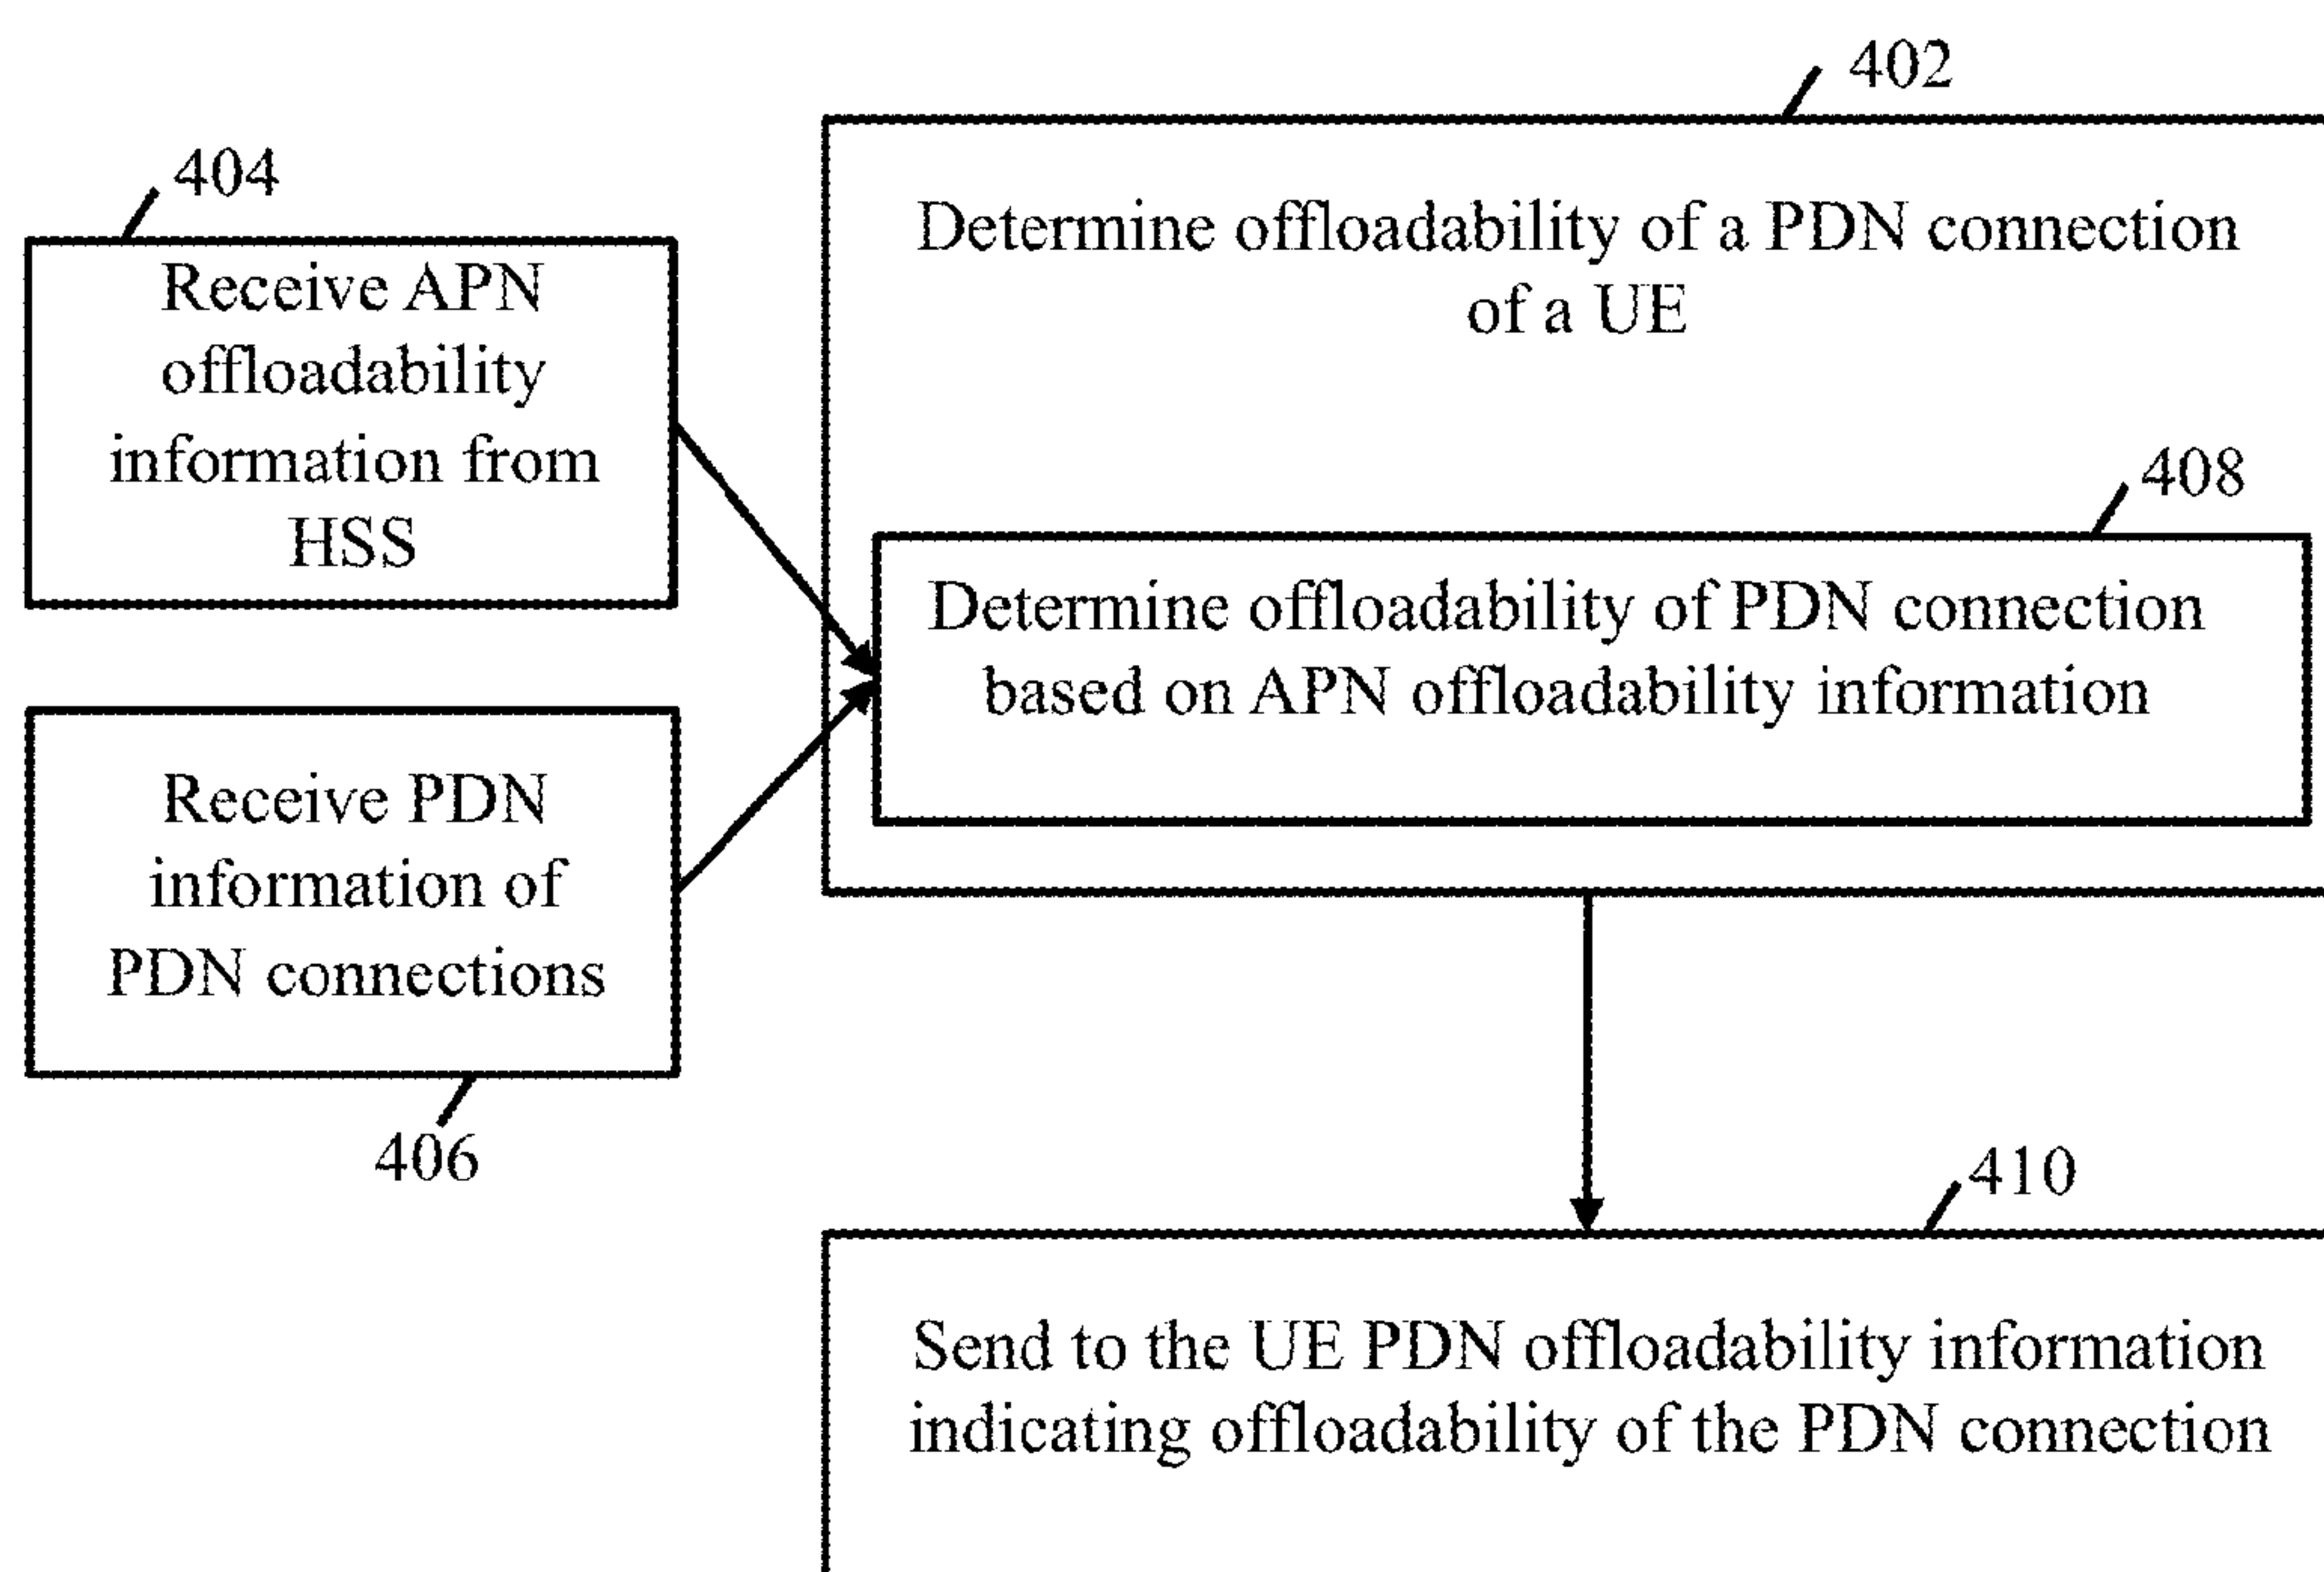 402
404
Receive APN
offloadability
information from
HSS
Determine offloadability of a PDN connection
of a UE
408
Determine offloadability of PDN connection
based on APN offloadability information
Receive PDN
information of
PDN connections
406
410
Send to the UE PDN offloadability information
indicating offloadability of the PDN connection